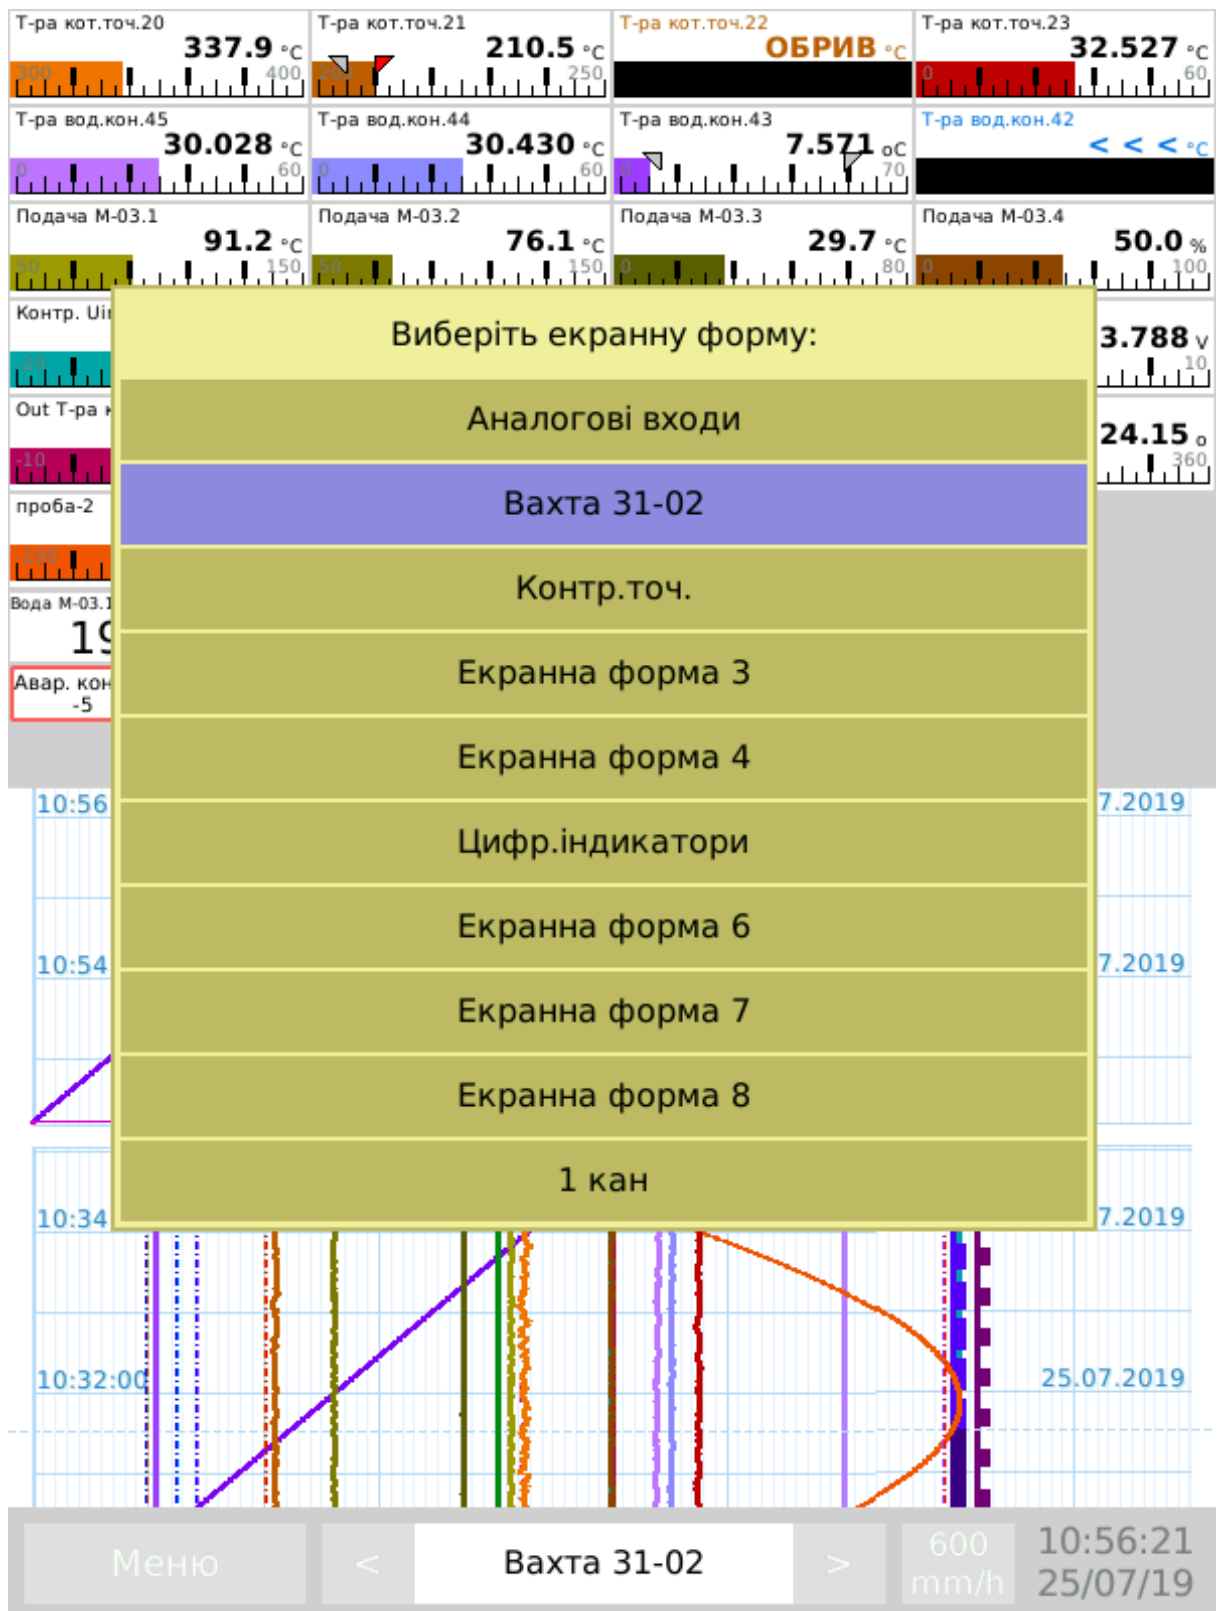 Т-ра кот.точ.20
337.9 °C
300 400
Т-ра кот.точ.21
210.5 °C
200 250
Т-ра кот.точ.22
ОБРИВ °C
Т-ра кот.точ.23
32.527 °C
0 60
Т-ра вод.кон.45
30.028 °C
0 60
Т-ра вод.кон.44
30.430 °C
0 60
Т-ра вод.кон.43
7.571 oC
0 70
Т-ра вод.кон.42
< < < °C
Подача М-03.1
91.2 °C
50 150
Подача М-03.2
76.1 °C
50 150
Подача М-03.3
29.7 °C
0 80
Подача М-03.4
50.0 %
0 100
Контр. Uin
-20
3.788 V
10
Out Т-ра к
-10
24.15 o
360
проба-2
-100
Вода М-03.1
19
Авар. кон
-5
Виберіть екранну форму:
Аналогові входи
Вахта 31-02
Контр.точ.
Екранна форма 3
Екранна форма 4
Цифр.індикатори
Екранна форма 6
Екранна форма 7
Екранна форма 8
1 кан
10:56 7.2019
10:54 7.2019
10:34 7.2019
10:32:00 25.07.2019
Меню < Вахта 31-02 > 600 mm/h
10:56:21
25/07/19